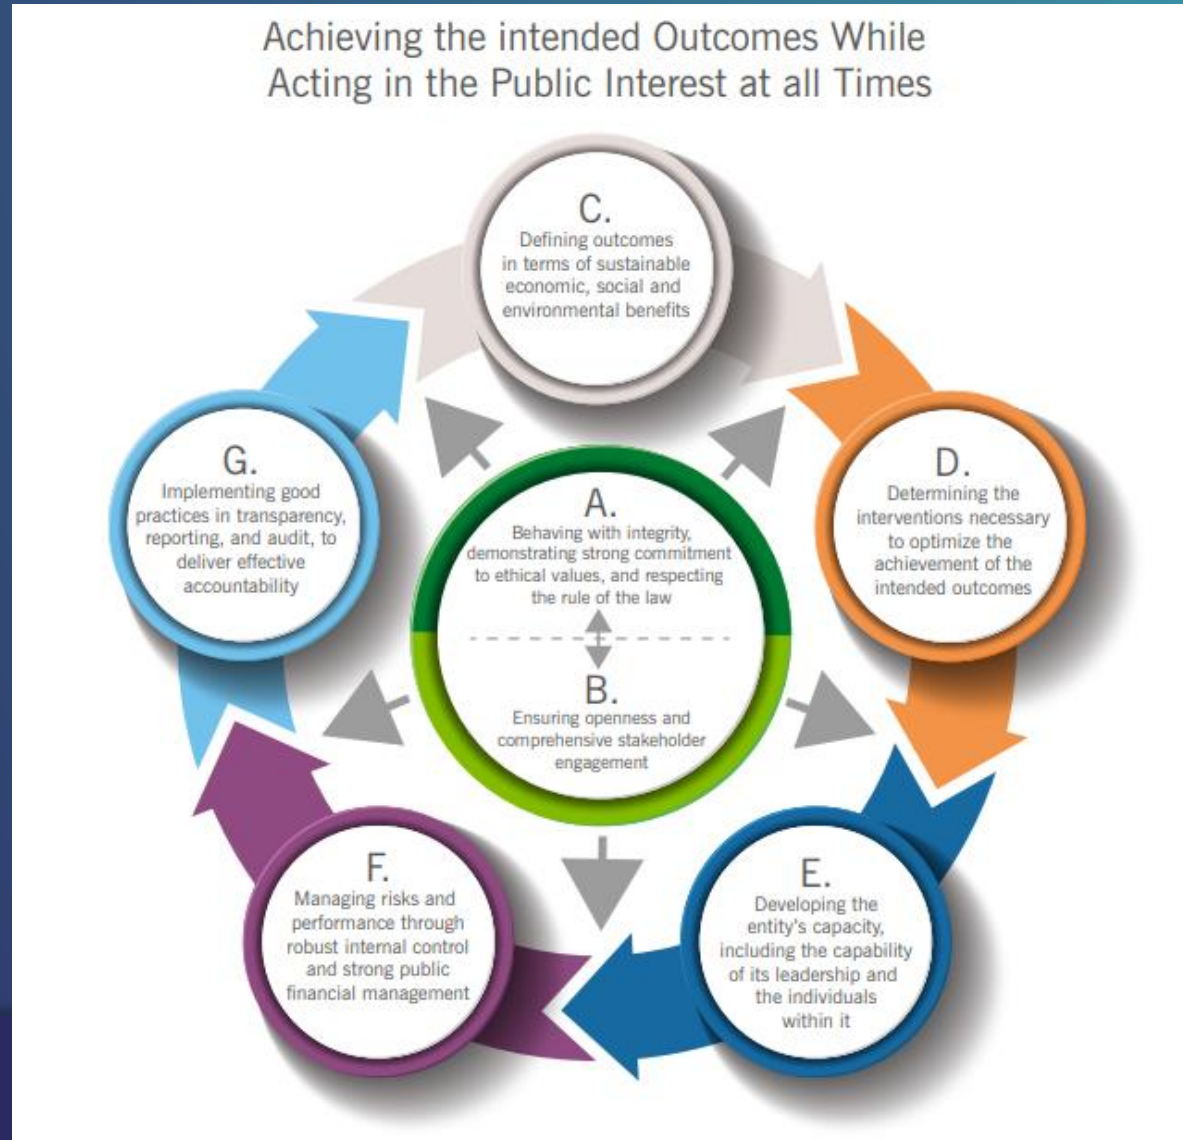 Achieving the intended Outcomes While
Acting in the Public Interest at all Times
C.
Defining outcomes
in terms of sustainable
economic, social and
environmental benefits
G.
Implementing good
practices in transparency,
reporting, and audit, to
deliver effective
accountability
A.
Behaving with integrity,
demonstrating strong commitment
to ethical values, and respecting
the rule of the law
B.
Ensuring openness and
comprehensive stakeholder
engagement
D.
Determining the
interventions necessary
to optimize the
achievement of the
intended outcomes
F.
Managing risks and
performance through
robust internal control
and strong public
financial management
E.
Developing the
entity's capacity,
including the capability
of its leadership and
the individuals
within it